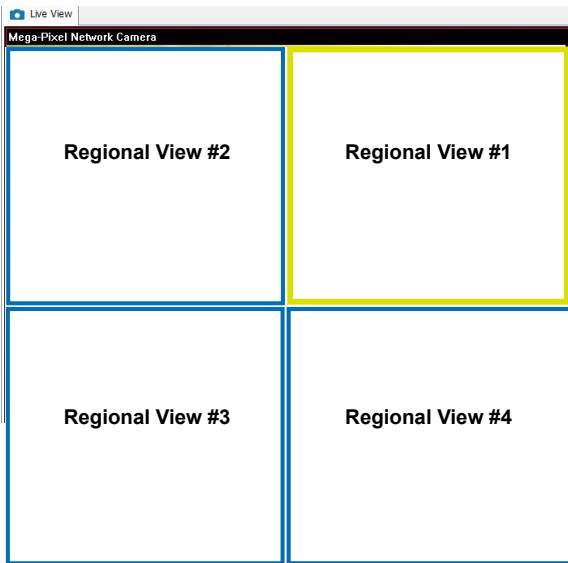 Live View
Mega-Pixel Network Camera
Regional View #2
Regional View #1
Regional View #3
Regional View #4